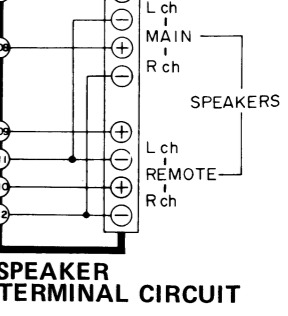 L ch
MAIN
R ch
SPEAKERS
L ch
REMOTE
R ch
SPEAKER
TERMINAL CIRCUIT